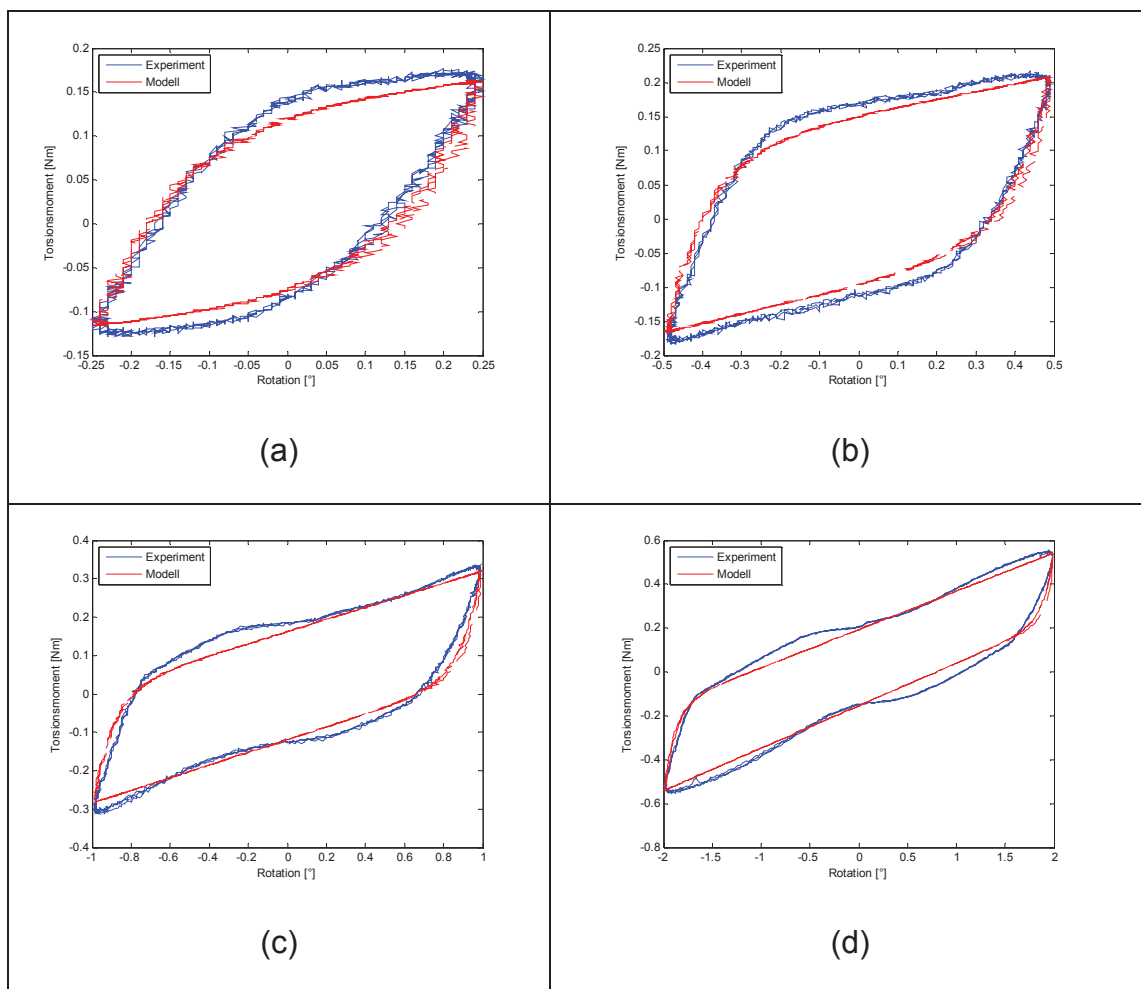 0.2
0.15
0.1
0.05
0
-0.05
-0.1
-0.15
Torsionsmoment [Nm]
Experiment
Modell
-0.25 -0.2 -0.15 -0.1 -0.05 0 0.05 0.1 0.15 0.2 0.25
Rotation [°]
(a)
0.25
0.2
0.15
0.1
0.05
0
-0.05
-0.1
-0.15
-0.2
Torsionsmoment [Nm]
Experiment
Modell
-0.5 -0.4 -0.3 -0.2 -0.1 0 0.1 0.2 0.3 0.4 0.5
Rotation [°]
(b)
0.4
0.3
0.2
0.1
0
-0.1
-0.2
-0.3
-0.4
Torsionsmoment [Nm]
Experiment
Modell
-1 -0.8 -0.6 -0.4 -0.2 0 0.2 0.4 0.6 0.8 1
Rotation [°]
(c)
0.6
0.4
0.2
0
-0.2
-0.4
-0.6
-0.8
Torsionsmoment [Nm]
Experiment
Modell
-2 -1.5 -1 -0.5 0 0.5 1 1.5 2
Rotation [°]
(d)